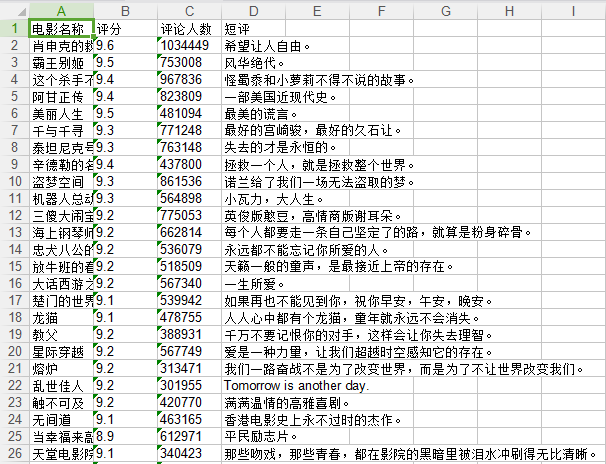 A B C D E F G H I
1 电影名称 评分 评论人数 短评
2 肖申克的救 9.6 1034449 希望让人自由。
3 霸王别姬 9.5 753008 风华绝代。
4 这个杀手不 9.4 967836 怪蜀黍和小萝莉不得不说的故事。
5 阿甘正传 9.4 823809 一部美国近现代史。
6 美丽人生 9.5 481094 最美的谎言。
7 千与千寻 9.3 771248 最好的宫崎骏，最好的久石让。
8 泰坦尼克号 9.3 763148 失去的才是永恒的。
9 辛德勒的名 9.4 437800 拯救一个人，就是拯救整个世界。
10 盗梦空间 9.3 861536 诺兰给了我们一场无法盗取的梦。
11 机器人总动 9.3 564898 小瓦力，大人生。
12 三傻大闹宝 9.2 775053 英俊版憨豆，高情商版谢耳朵。
13 海上钢琴师 9.2 662814 每个人都要走一条自己坚定了的路，就算是粉身碎骨。
14 忠犬八公的 9.2 536079 永远都不能忘记你所爱的人。
15 放牛班的春 9.2 518509 天籁一般的童声，是最接近上帝的存在。
16 大话西游之 9.2 567340 一生所爱。
17 楚门的世界 9.1 539942 如果再也不能见到你，祝你早安，午安，晚安。
18 龙猫 9.1 478755 人人心中都有个龙猫，童年就永远不会消失。
19 教父 9.2 388931 千万不要记恨你的对手，这样会让你失去理智。
20 星际穿越 9.2 567749 爱是一种力量，让我们超越时空感知它的存在。
21 熔炉 9.2 313471 我们一路奋战不是为了改变世界，而是为了不让世界改变我们。
22 乱世佳人 9.2 301955 Tomorrow is another day.
23 触不可及 9.2 420770 满满温情的高雅喜剧。
24 无间道 9.1 463165 香港电影史上永不过时的杰作。
25 当幸福来敲 8.9 612971 平民励志片。
26 天堂电影院 9.1 340423 那些吻戏，那些青春，都在影院的黑暗里被泪水冲刷得无比清晰。